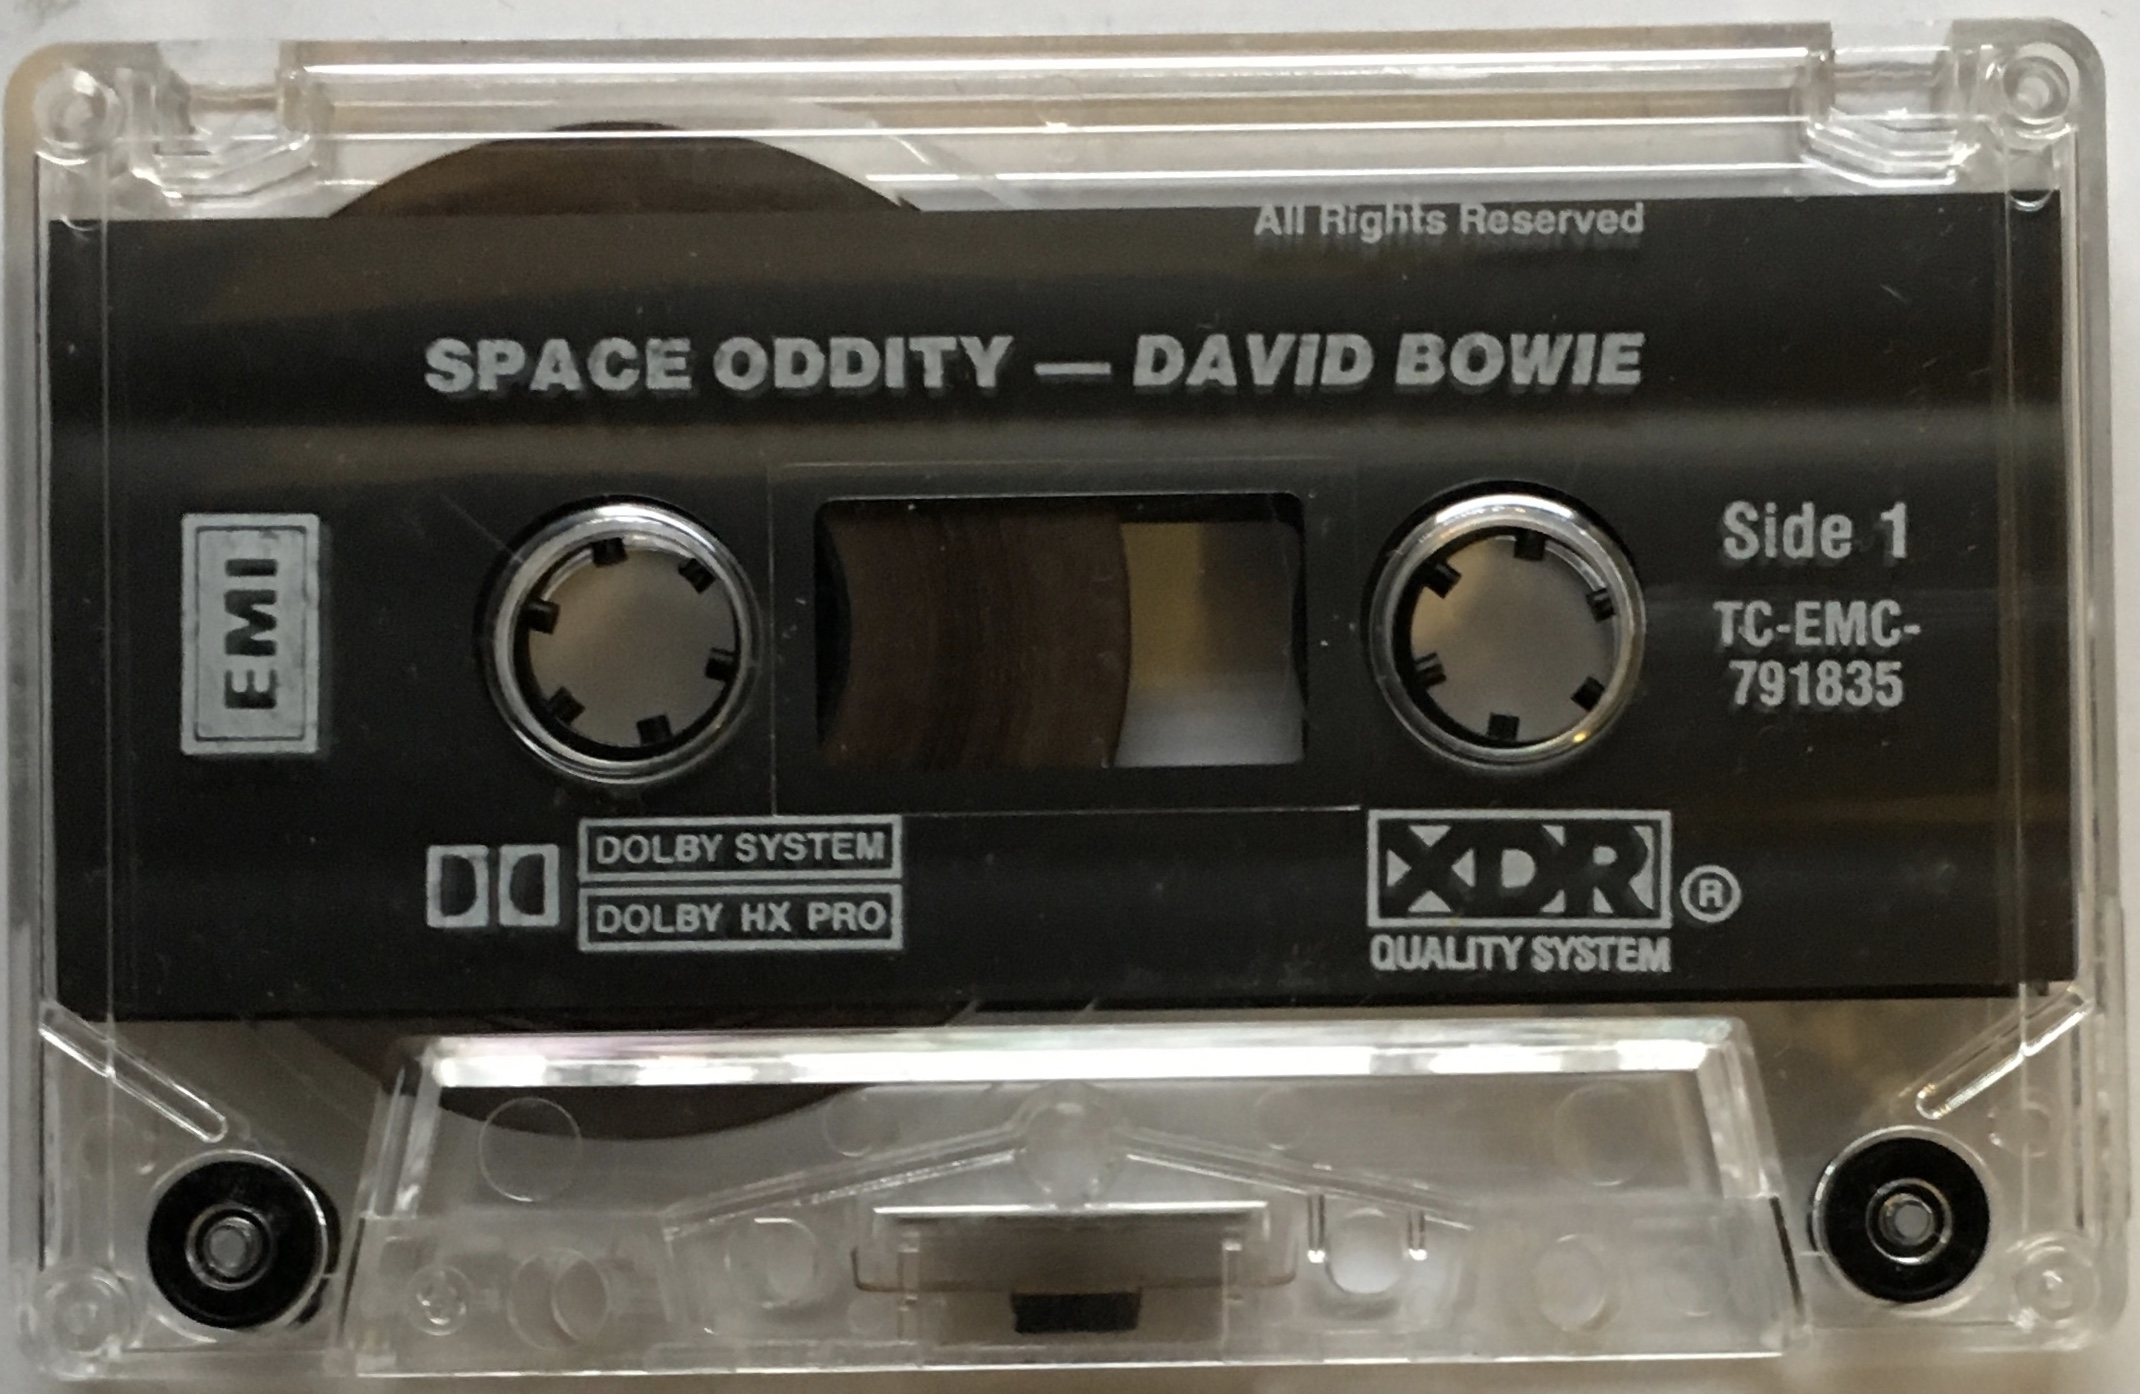 All Rights Reserved
SPACE ODDITY — DAVID BOWIE
EMI
Side 1
TC-EMC-
791835
DOLBY SYSTEM
DOLBY HX PRO
XDR ®
QUALITY SYSTEM